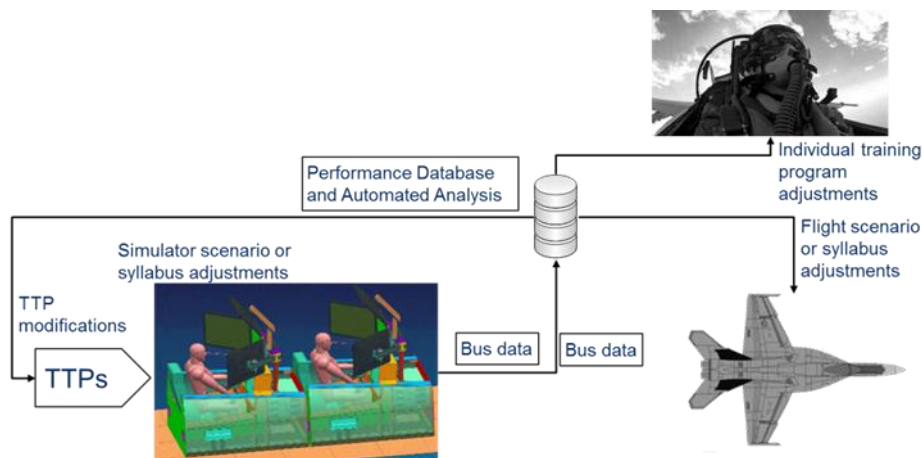 Individual training
program
adjustments
Performance Database
and Automated Analysis
Flight scenario
or syllabus
adjustments
Simulator scenario or
syllabus adjustments
TTP
modifications
TTPs
Bus data
Bus data